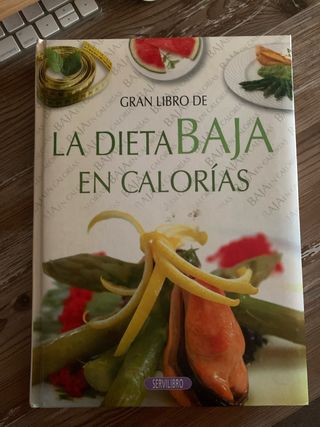 GRAN LIBRO DE
LA DIETA BAJA
EN CALORÍAS
SERVILIBRO